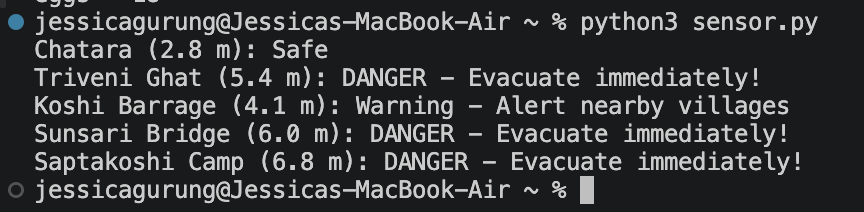 jessicagurung@Jessicas-MacBook-Air ~ % python3 sensor.py
Chatara (2.8 m): Safe
Triveni Ghat (5.4 m): DANGER – Evacuate immediately!
Koshi Barrage (4.1 m): Warning – Alert nearby villages
Sunsari Bridge (6.0 m): DANGER – Evacuate immediately!
Saptakoshi Camp (6.8 m): DANGER – Evacuate immediately!
jessicagurung@Jessicas-MacBook-Air ~ %